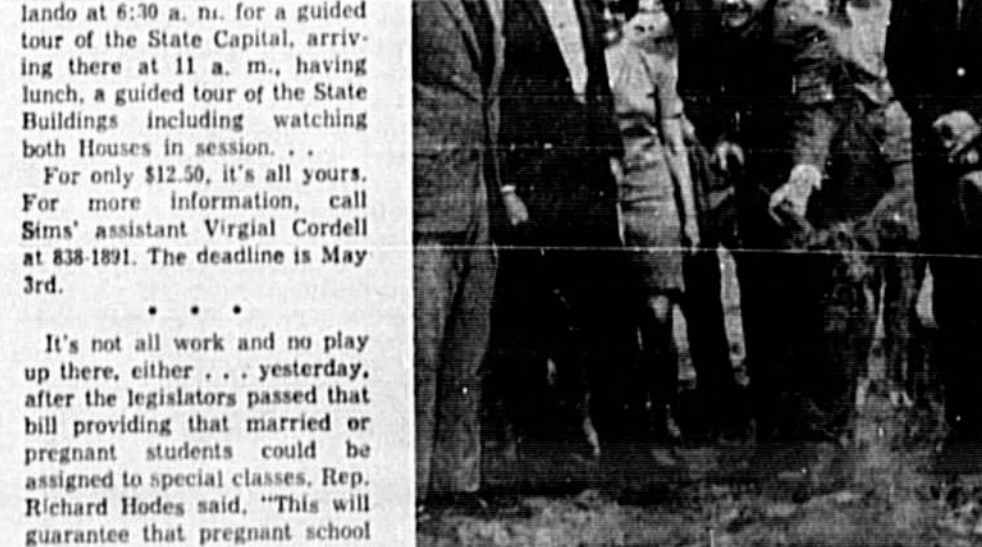 lando at 6:30 a. m. for a guided
tour of the State Capital, arriv-
ing there at 11 a. m., having
lunch, a guided tour of the State
Buildings including watching
both Houses in session. . .
For only $12.50, it's all yours.
For more information, call
Sims' assistant Virgial Cordell
at 838-1891. The deadline is May
3rd.
• • •
It's not all work and no play
up there, either . . . yesterday,
after the legislators passed that
bill providing that married or
pregnant students could be
assigned to special classes, Rep.
Richard Hodes said, "This will
guarantee that pregnant school